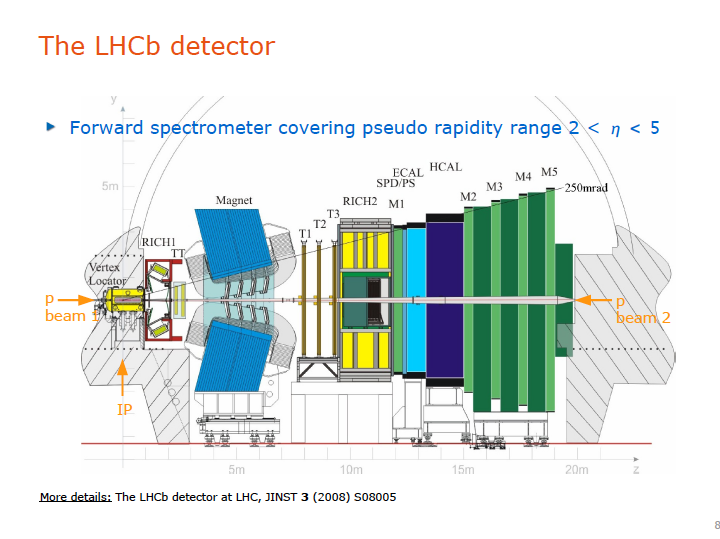 The LHCb detector
y
Forward spectrometer covering pseudo rapidity range 2 < η < 5
5m
Magnet
SPD/PS
ECAL
HCAL
RICH2
M1
M2
M3
M4
M5
250mrad
T1
T2
T3
RICH1
TT
Vertex
Locator
p
beam 1
p
beam 2
IP
5m
10m
15m
20m
z
More details: The LHCb detector at LHC, JINST 3 (2008) S08005
8